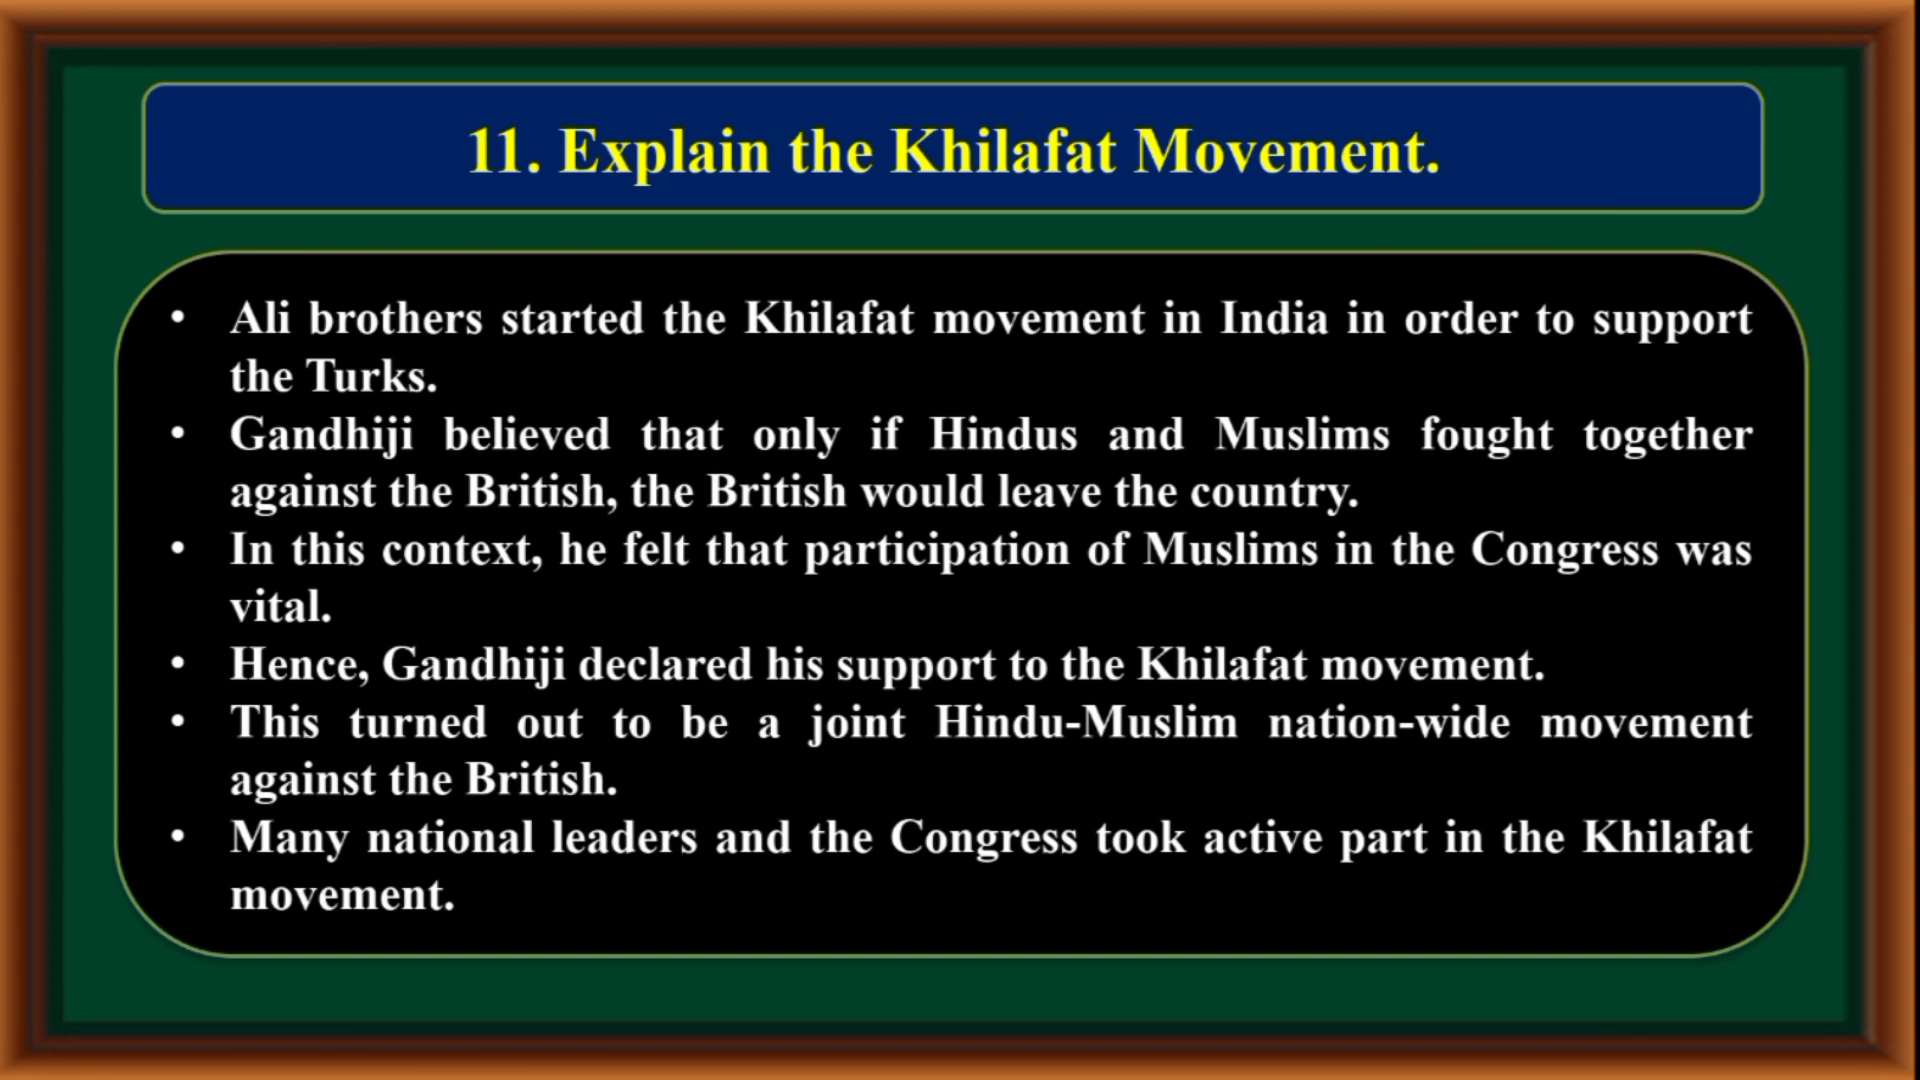 11. Explain the Khilafat Movement.
• Ali brothers started the Khilafat movement in India in order to support
the Turks.
• Gandhiji believed that only if Hindus and Muslims fought together
against the British, the British would leave the country.
• In this context, he felt that participation of Muslims in the Congress was
vital.
• Hence, Gandhiji declared his support to the Khilafat movement.
• This turned out to be a joint Hindu-Muslim nation-wide movement
against the British.
• Many national leaders and the Congress took active part in the Khilafat
movement.